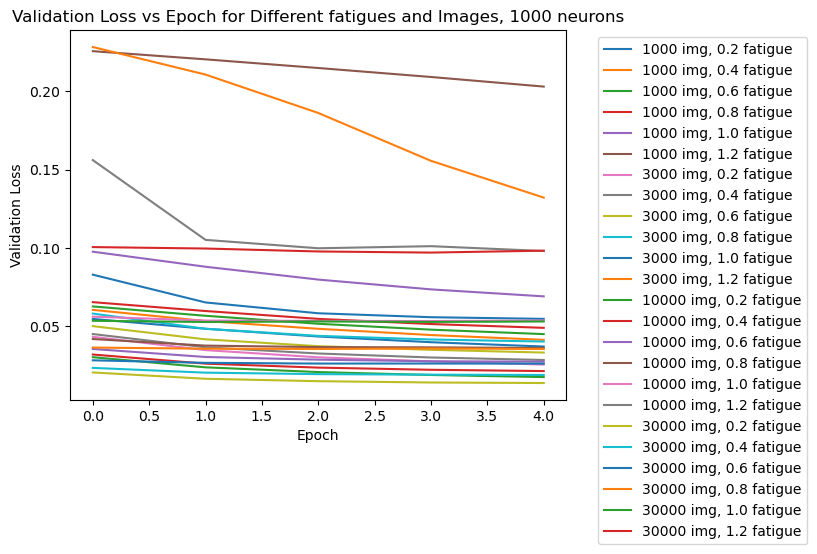 Validation Loss vs Epoch for Different fatigues and Images, 1000 neurons
0.20
0.15
0.10
0.05
Validation Loss
0.0 0.5 1.0 1.5 2.0 2.5 3.0 3.5 4.0
Epoch
1000 img, 0.2 fatigue
1000 img, 0.4 fatigue
1000 img, 0.6 fatigue
1000 img, 0.8 fatigue
1000 img, 1.0 fatigue
1000 img, 1.2 fatigue
3000 img, 0.2 fatigue
3000 img, 0.4 fatigue
3000 img, 0.6 fatigue
3000 img, 0.8 fatigue
3000 img, 1.0 fatigue
3000 img, 1.2 fatigue
10000 img, 0.2 fatigue
10000 img, 0.4 fatigue
10000 img, 0.6 fatigue
10000 img, 0.8 fatigue
10000 img, 1.0 fatigue
10000 img, 1.2 fatigue
30000 img, 0.2 fatigue
30000 img, 0.4 fatigue
30000 img, 0.6 fatigue
30000 img, 0.8 fatigue
30000 img, 1.0 fatigue
30000 img, 1.2 fatigue